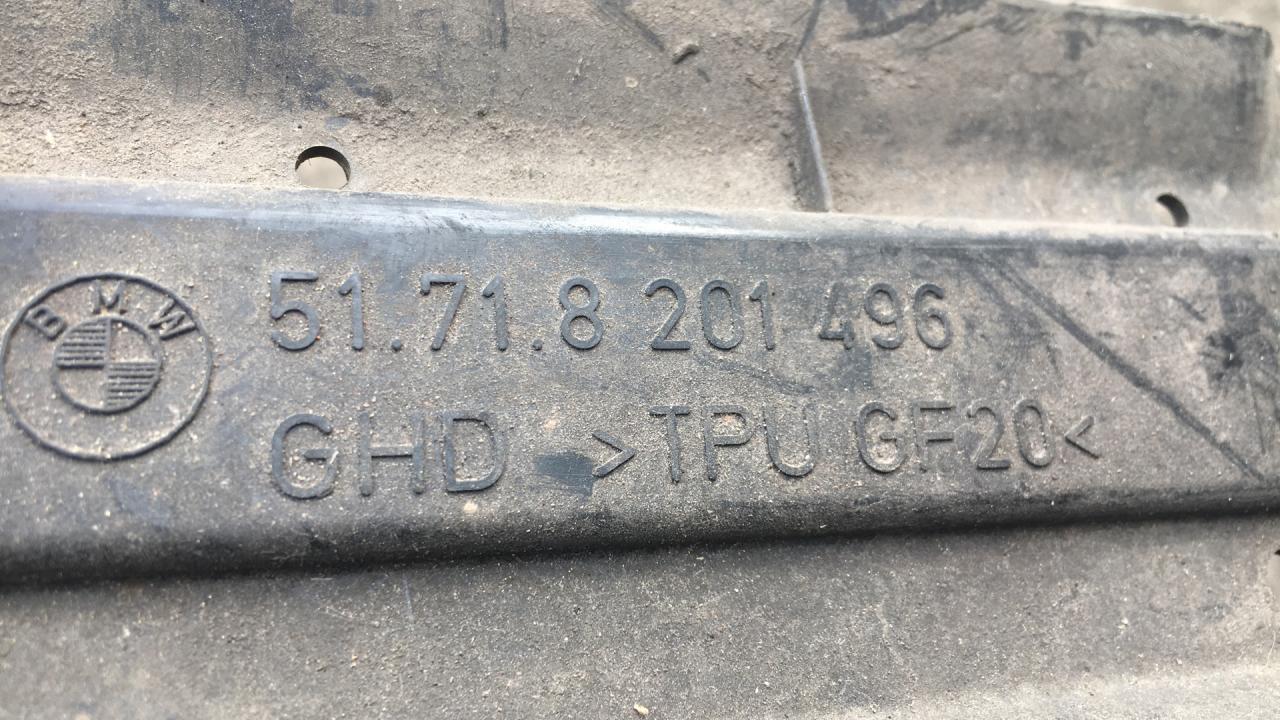 BMW
51.71.8 201 496
GHD >TPU GF20<